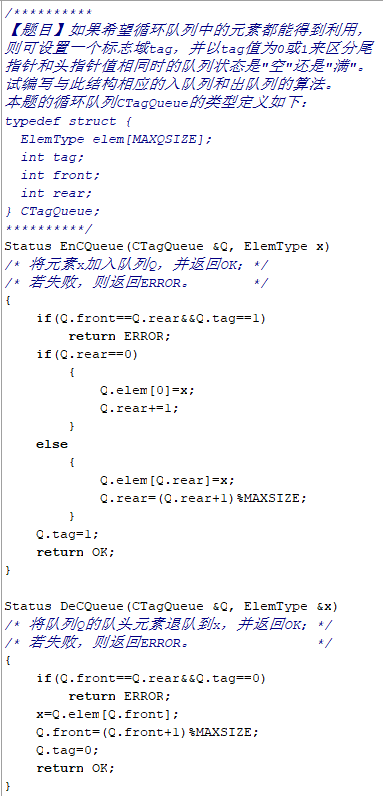 /**********
【题目】如果希望循环队列中的元素都能得到利用，
则可设置一个标志域tag，并以tag值为0或1来区分尾
指针和头指针值相同时的队列状态是"空"还是"满"。
试编写与此结构相应的入队列和出队列的算法。
本题的循环队列CTagQueue的类型定义如下：
typedef struct {
  ElemType elem[MAXQSIZE];
  int tag;
  int front;
  int rear;
} CTagQueue;
**********/
Status EnCQueue(CTagQueue &Q, ElemType x)
/* 将元素x加入队列Q，并返回OK；*/
/* 若失败，则返回ERROR。      */
{
    if(Q.front==Q.rear&&Q.tag==1)
        return ERROR;
    if(Q.rear==0)
        {
            Q.elem[0]=x;
            Q.rear+=1;
        }
    else
        {
            Q.elem[Q.rear]=x;
            Q.rear=(Q.rear+1)%MAXSIZE;
        }
    Q.tag=1;
    return OK;
}

Status DeCQueue(CTagQueue &Q, ElemType &x)
/* 将队列Q的队头元素退队到x，并返回OK；*/
/* 若失败，则返回ERROR。              */
{
    if(Q.front==Q.rear&&Q.tag==0)
        return ERROR;
    x=Q.elem[Q.front];
    Q.front=(Q.front+1)%MAXSIZE;
    Q.tag=0;
    return OK;
}